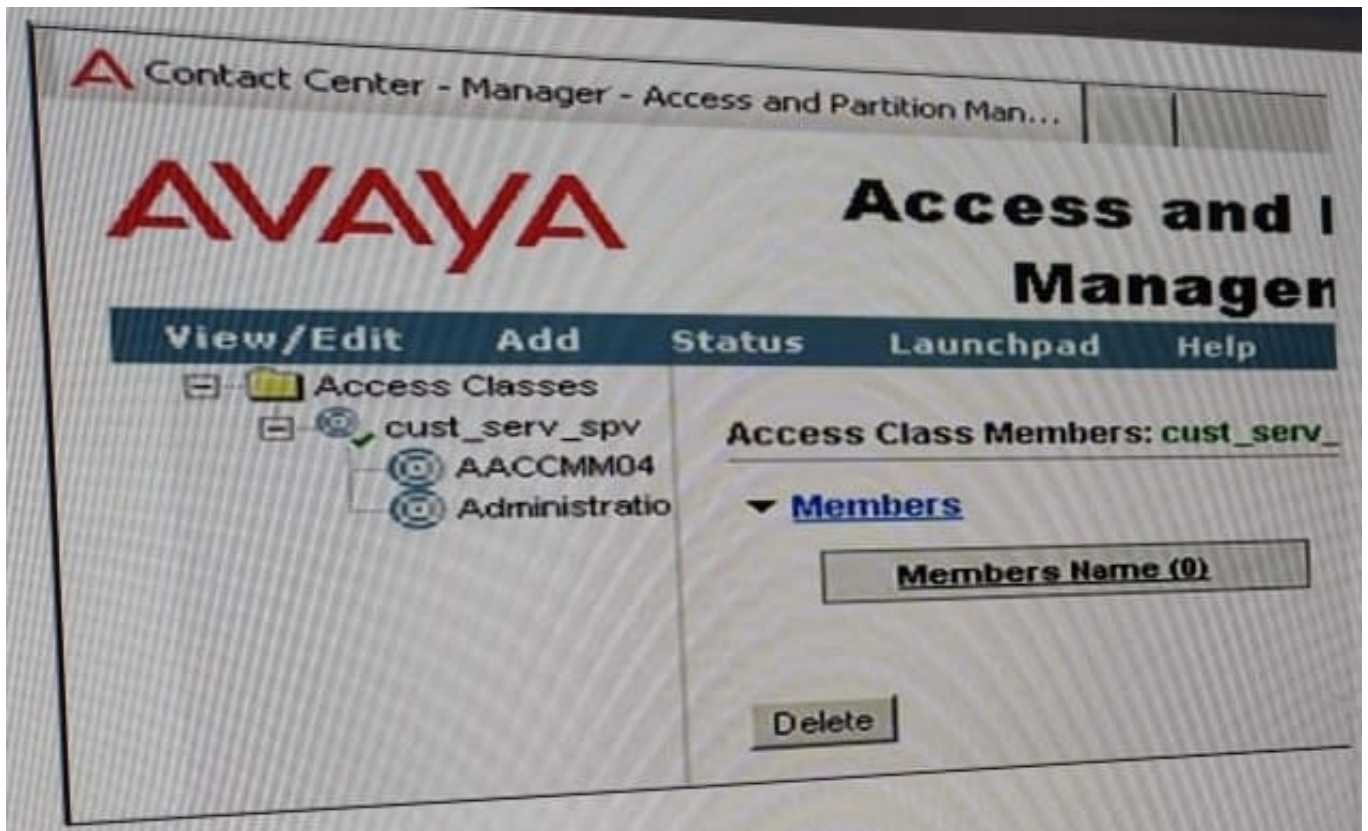 Contact Center - Manager - Access and Partition Man...
AVAYA
Access and
Managen
View/Edit Add Status Launchpad Help
Access Classes
cust_serv_spv
AACCMM04
Administratio
Access Class Members: cust_serv_
Members
Members Name (0)
Delete